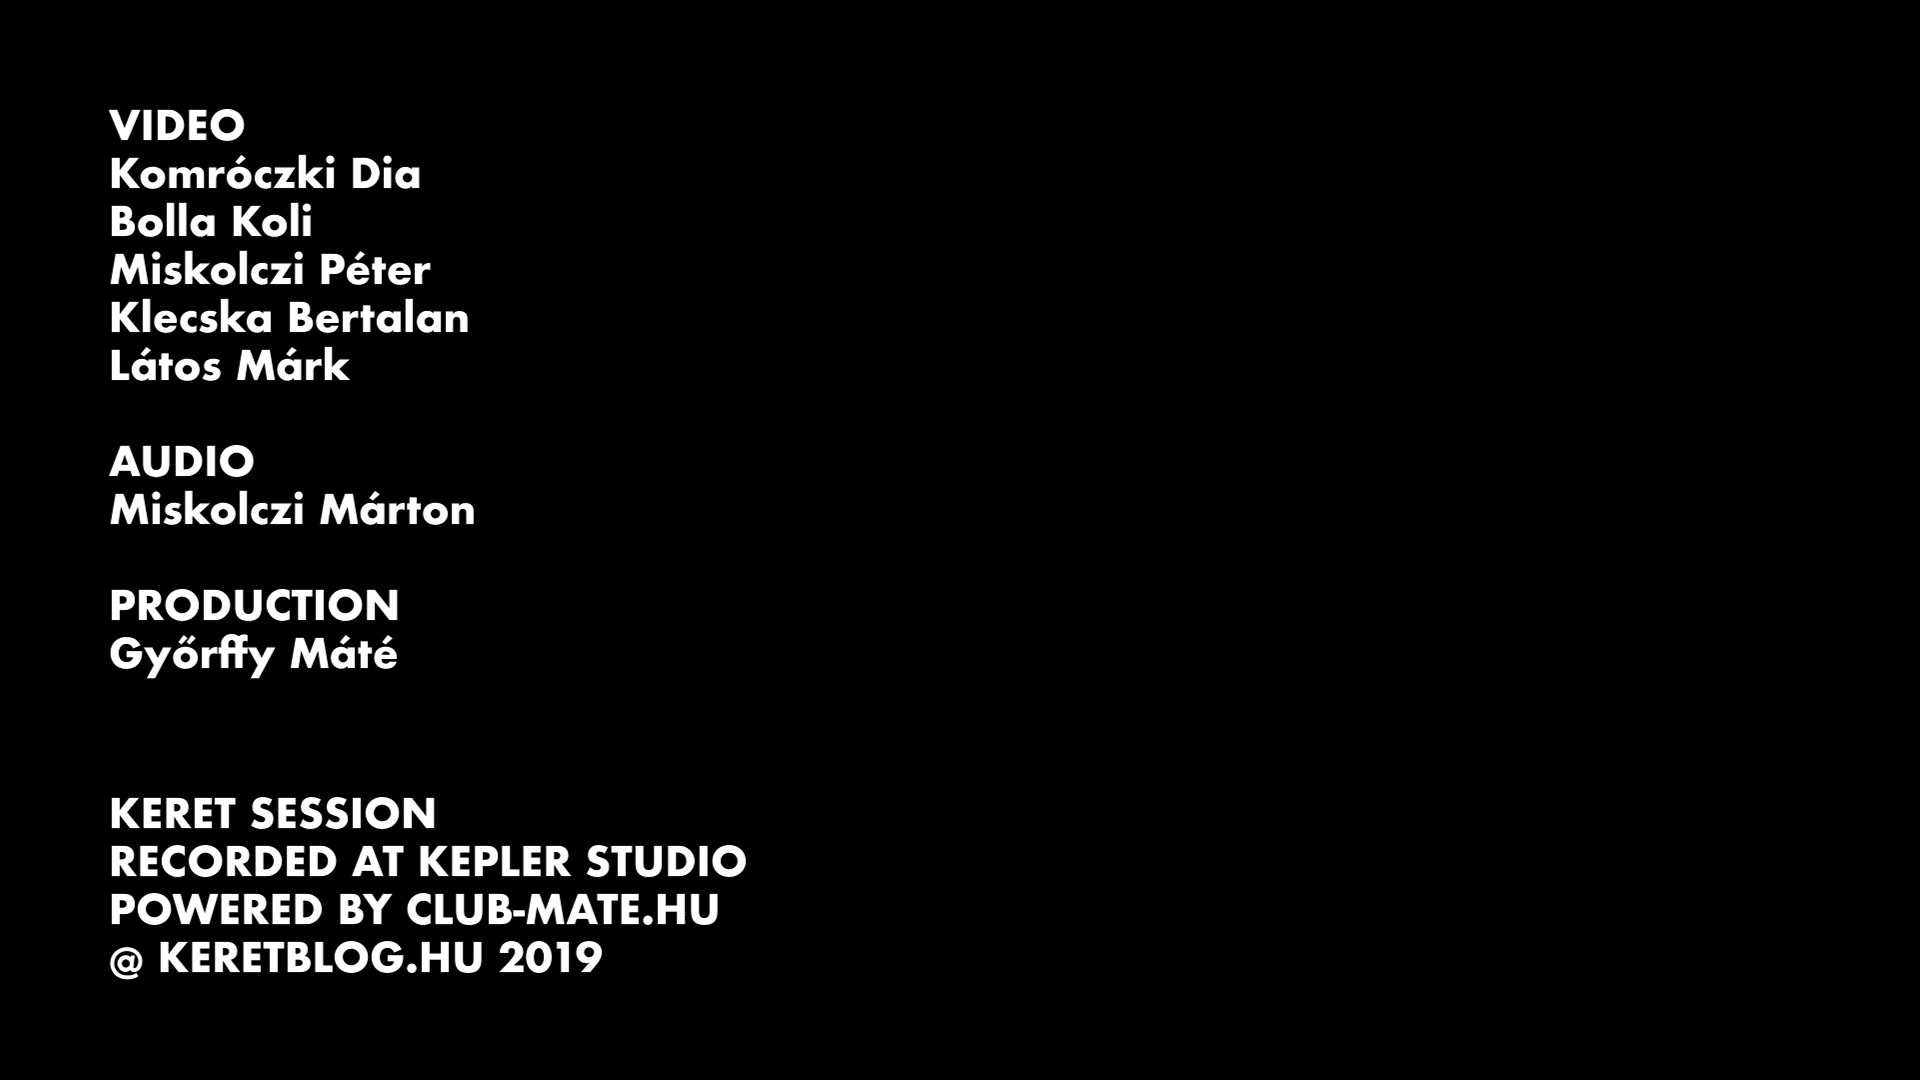 VIDEO
Komróczki Dia
Bolla Koli
Miskolczi Péter
Klecska Bertalan
Látos Márk
AUDIO
Miskolczi Márton
PRODUCTION
Győrffy Máté
KERET SESSION
RECORDED AT KEPLER STUDIO
POWERED BY CLUB-MATE.HU
@ KERETBLOG.HU 2019